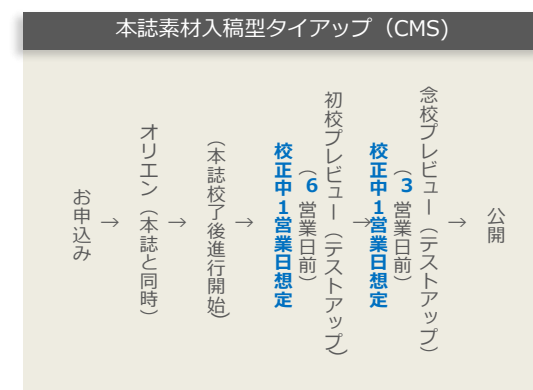 本誌素材入稿型タイアップ（CMS)
お申込み
→
オリエン（本誌と同時）
→
（本誌校了後進行開始）
→
初校プレビュー（テストアップ）
（6営業日前）
校正中1営業日想定
→
念校プレビュー（テストアップ）
（3営業日前）
校正中1営業日想定
→
公開